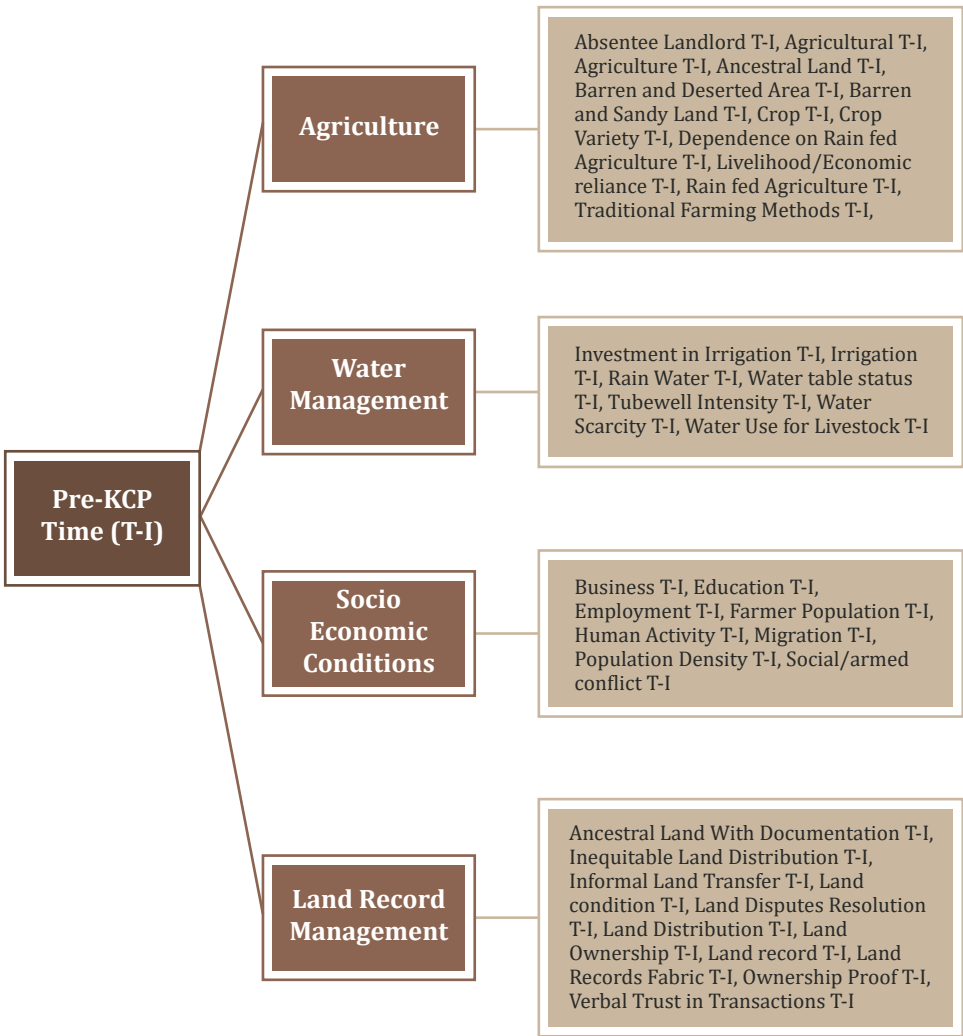 Pre-KCP
Time (T-I)
Agriculture
Absentee Landlord T-I, Agricultural T-I,
Agriculture T-I, Ancestral Land T-I,
Barren and Deserted Area T-I, Barren
and Sandy Land T-I, Crop T-I, Crop
Variety T-I, Dependence on Rain fed
Agriculture T-I, Livelihood/Economic
reliance T-I, Rain fed Agriculture T-I,
Traditional Farming Methods T-I,
Water
Management
Investment in Irrigation T-I, Irrigation
T-I, Rain Water T-I, Water table status
T-I, Tubewell Intensity T-I, Water
Scarcity T-I, Water Use for Livestock T-I
Socio
Economic
Conditions
Business T-I, Education T-I,
Employment T-I, Farmer Population T-I,
Human Activity T-I, Migration T-I,
Population Density T-I, Social/armed
conflict T-I
Land Record
Management
Ancestral Land With Documentation T-I,
Inequitable Land Distribution T-I,
Informal Land Transfer T-I, Land
condition T-I, Land Disputes Resolution
T-I, Land Distribution T-I, Land
Ownership T-I, Land record T-I, Land
Records Fabric T-I, Ownership Proof T-I,
Verbal Trust in Transactions T-I